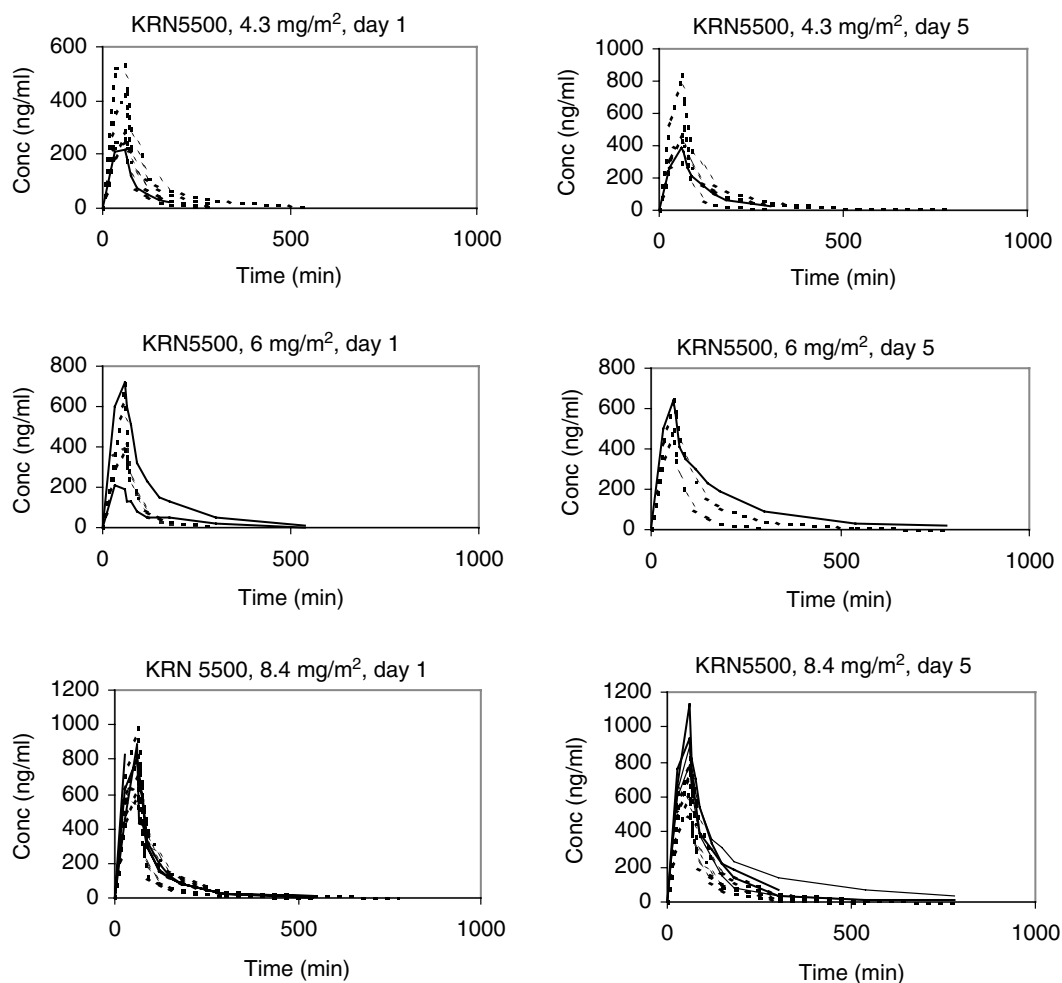 KRN5500, 4.3 mg/m², day 1
600
400
200
0
0
500
1000
Conc (ng/ml)
Time (min)
KRN5500, 4.3 mg/m², day 5
1000
800
600
400
200
0
0
500
1000
Conc (ng/ml)
Time (min)
KRN5500, 6 mg/m², day 1
800
600
400
200
0
0
500
1000
Conc (ng/ml)
Time (min)
KRN5500, 6 mg/m², day 5
800
600
400
200
0
0
500
1000
Conc (ng/ml)
Time (min)
KRN 5500, 8.4 mg/m², day 1
1200
1000
800
600
400
200
0
0
500
1000
Conc (ng/ml)
Time (min)
KRN5500, 8.4 mg/m², day 5
1200
1000
800
600
400
200
0
0
500
1000
Conc (ng/ml)
Time (min)